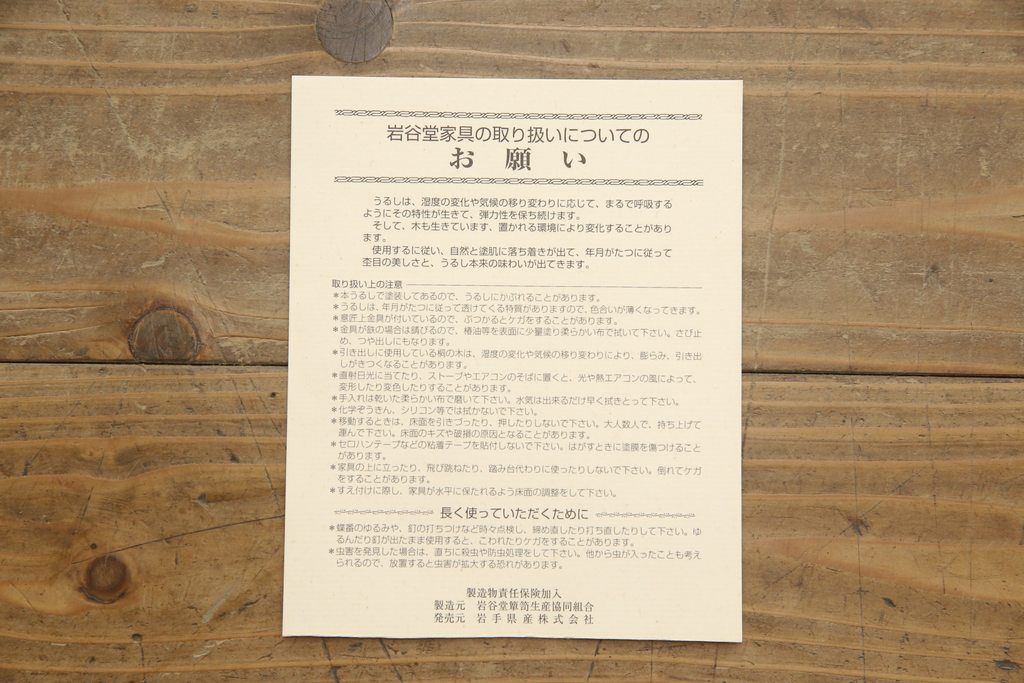 岩谷堂家具の取り扱いについての
お願い
うるしは、湿度の変化や気候の移り変わりに応じて、まるで呼吸する
ようにその特性が生きて、弾力性を保ち続けます。
そして、木も生きています、置かれる環境により変化することがあり
ます。
使用するに従い、自然と塗肌に落ち着きが出て、年月がたつに従って
杢目の美しさと、うるし本来の味わいが出てきます。
取り扱い上の注意
＊本うるしで塗装してあるので、うるしにかぶれることがあります。
＊うるしは、年月がたつに従って透けてくる特質がありますので、色合いが薄くなってきます。
＊意匠上金具が付いているので、ぶつかるとケガをすることがあります。
＊金具が鉄の場合は錆びるので、椿油等を表面に少量塗り柔らかい布で拭いて下さい。さび止
め、つや出しにもなります。
＊引き出しに使用している桐の木は、湿度の変化や気候の移り変わりにより、膨らみ、引き出
しがきつくなることがあります。
＊直射日光に当てたり、ストーブやエアコンのそばに置くと、光や熱エアコンの風によって、
変形したり変色したりすることがあります。
＊手入れは乾いた柔らかい布で磨いて下さい。水気は出来るだけ早く拭きとって下さい。
＊化学ぞうきん、シリコン等では拭かないで下さい。
＊移動するときは、床面を引きづったり、押したりしないで下さい。大人数人で、持ち上げて
運んで下さい。床面のキズや破損の原因となることがあります。
＊セロハンテープなどの粘着テープを貼付しないで下さい。はがすときに塗膜を傷つけること
があります。
＊家具の上に立ったり、飛び跳ねたり、踏み台代わりに使ったりしないで下さい。倒れてケガ
をすることがあります。
＊すえ付けに際し、家具が水平に保たれるよう床面の調整をして下さい。
長く使っていただくために
＊蝶番のゆるみや、釘の打ちつけなど時々点検し、締め直したり打ち直したりして下さい。ゆ
るんだり釘が出たまま使用すると、こわれたりケガをすることがあります。
＊虫害を発見した場合は、直ちに殺虫や防虫処理をして下さい。他から虫が入ったことも考え
られるので、放置すると虫害が拡大する恐れがあります。
製造物責任保険加入
製造元 岩谷堂箪笥生産協同組合
発売元 岩手県産株式会社